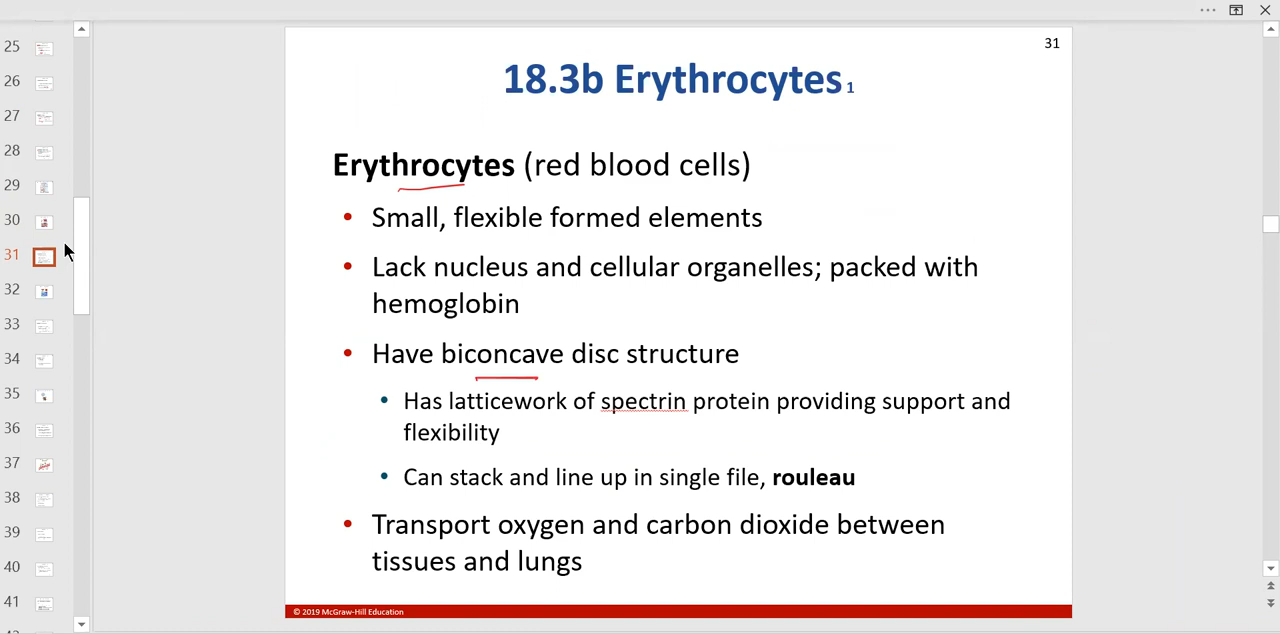 31
18.3b Erythrocytes 1
Erythrocytes (red blood cells)
• Small, flexible formed elements
• Lack nucleus and cellular organelles; packed with
hemoglobin
• Have biconcave disc structure
• Has latticework of spectrin protein providing support and
flexibility
• Can stack and line up in single file, rouleau
• Transport oxygen and carbon dioxide between
tissues and lungs
© 2019 McGraw-Hill Education
25
26
27
28
29
30
31
32
33
34
35
36
37
38
39
40
41